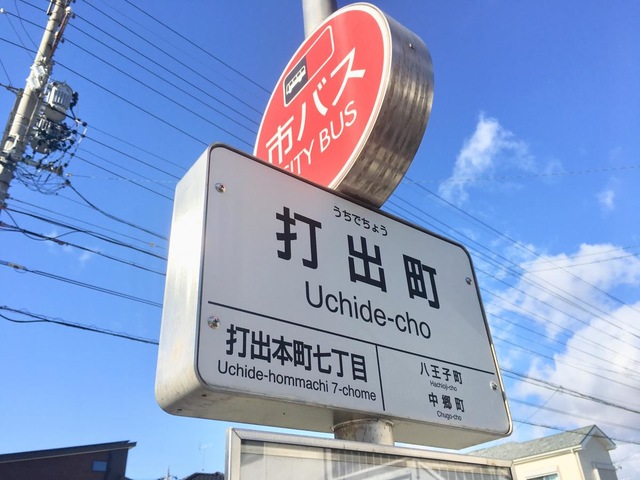 市バス
CITY BUS
うちでちょう
打出町
Uchide-cho
打出本町七丁目
Uchide-hommachi 7-chome
八王子町
Hachioji-cho
中郷町
Chugo-cho